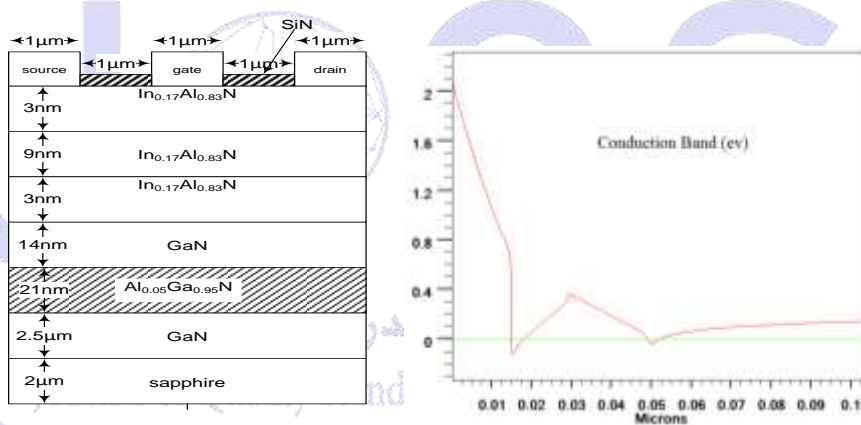 SiN
1μm 1μm 1μm
1μm 1μm
source gate drain
In0.17Al0.83N
3nm
9nm In0.17Al0.83N
In0.17Al0.83N
3nm
14nm GaN
21nm Al0.05Ga0.95N
2.5μm GaN
2μm sapphire
Conduction Band (ev)
2
1.6
1.2
0.8
0.4
0
0.01 0.02 0.03 0.04 0.05 0.06 0.07 0.08 0.09 0.1
Microns